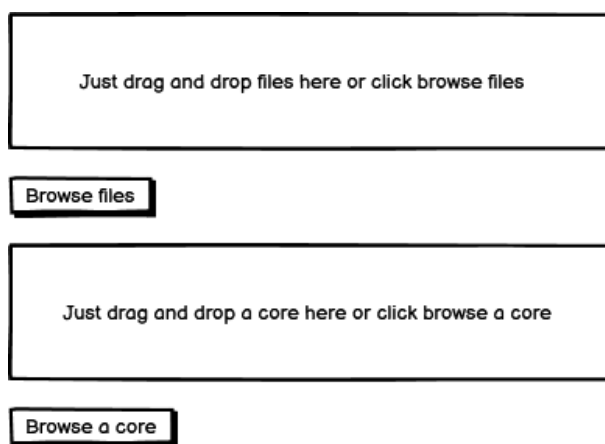 Just drag and drop files here or click browse files
Browse files
Just drag and drop a core here or click browse a core
Browse a core